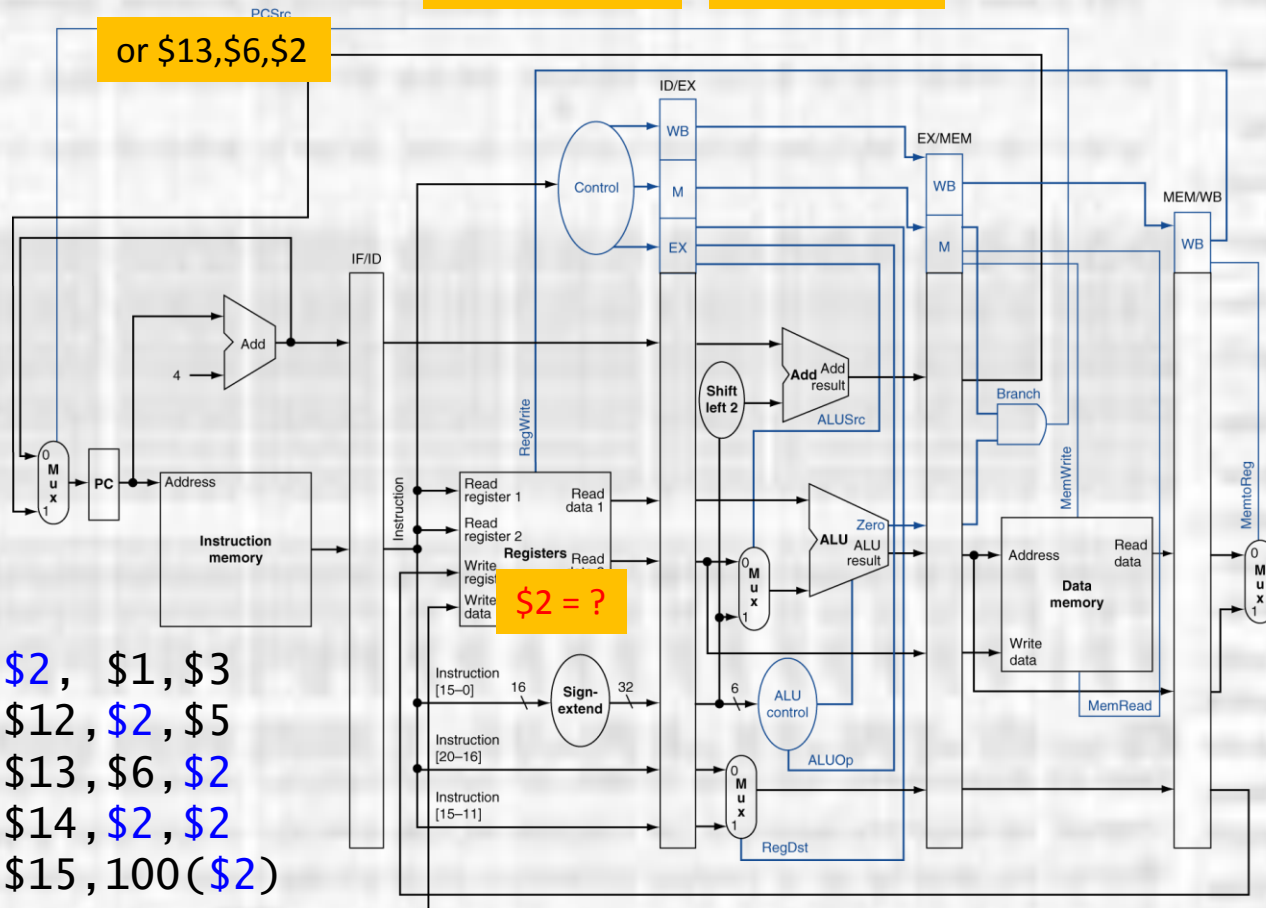 PCSrc
or $13,$6,$2
ID/EX
WB
EX/MEM
Control
M
WB
MEM/WB
EX
M
WB
IF/ID
Add
4
Add
Add
result
Shift
left 2
Branch
ALUSrc
RegWrite
MemWrite
MemtoReg
Instruction
0
M
u
x
1
PC
Address
Instruction
memory
Read
register 1
Read
data 1
Read
register 2
Registers
Read
Write
Write
data
$2 = ?
Zero
ALU
ALU
result
0
M
u
x
1
Address
Read
data
Data
memory
Write
data
0
M
u
x
1
MemRead
$2, $1,$3
$12,$2,$5
$13,$6,$2
$14,$2,$2
$15,100($2)
Instruction
[15–0]
16
Sign-
extend
32
6
ALU
control
Instruction
[20–16]
ALUOp
Instruction
[15–11]
0
M
u
x
1
RegDst